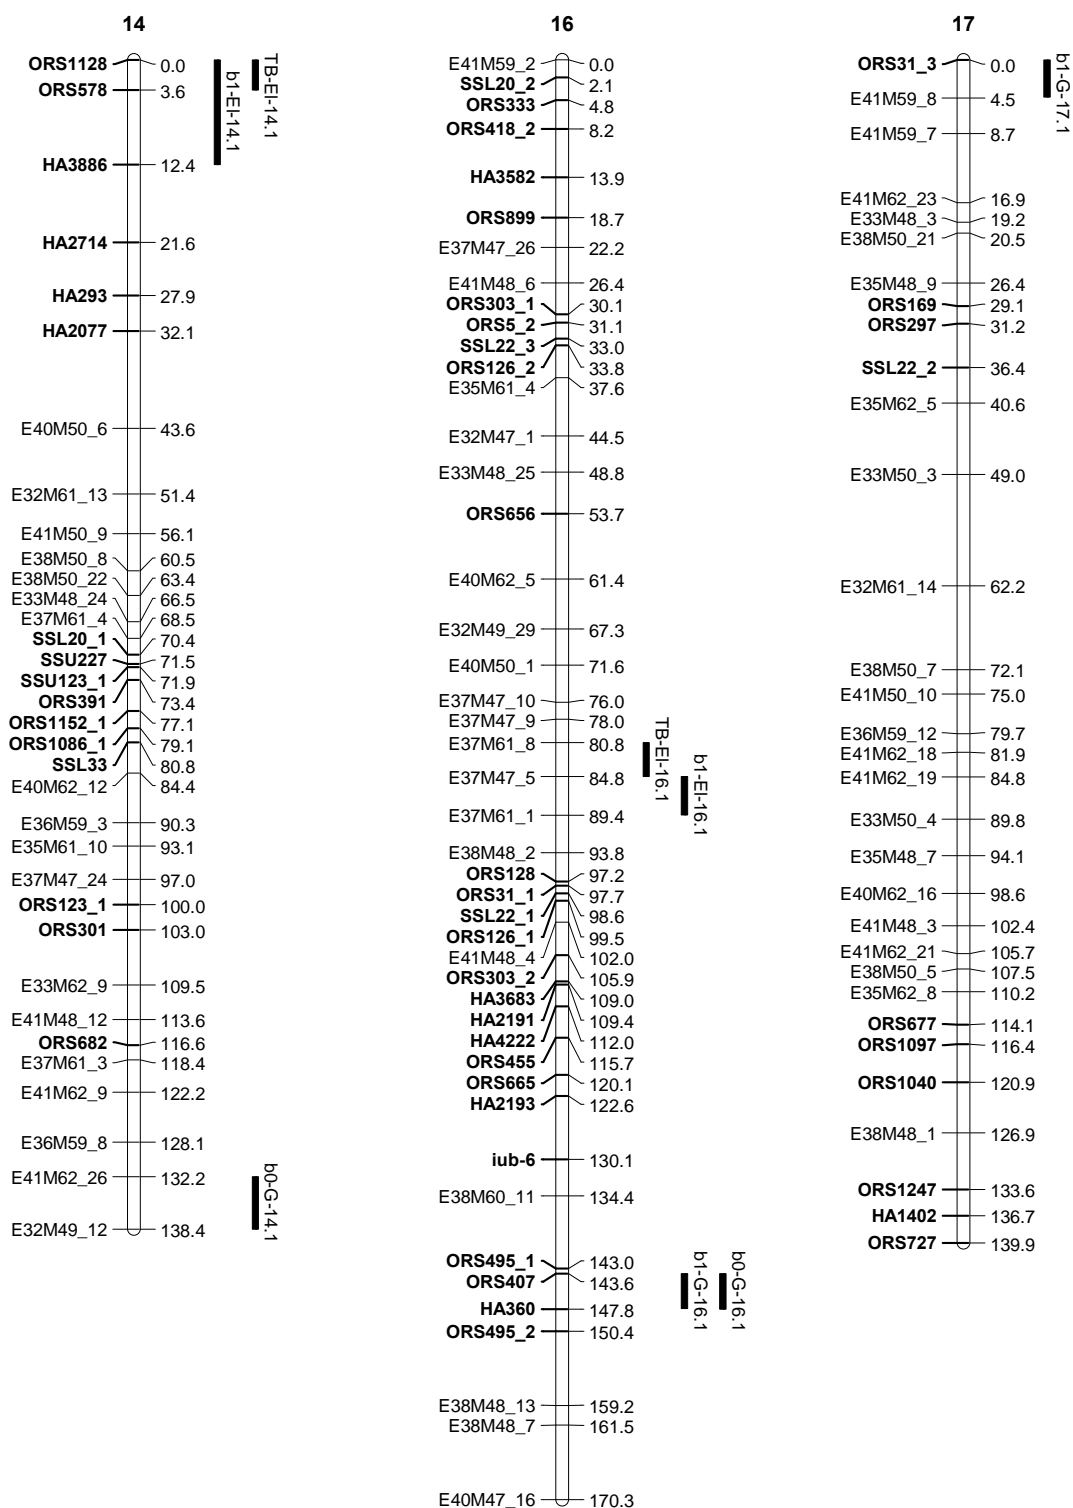 14
ORS1128 0.0
ORS578 3.6
HA3886 12.4
HA2714 21.6
HA293 27.9
HA2077 32.1
E40M50_6 43.6
E32M61_13 51.4
E41M50_9 56.1
E38M50_8 60.5
E38M50_22 63.4
E33M48_24 66.5
E37M61_4 68.5
SSL20_1 70.4
SSU227 71.5
SSU123_1 71.9
ORS391 73.4
ORS1152_1 77.1
ORS1086_1 79.1
SSL33 80.8
E40M62_12 84.4
E36M59_3 90.3
E35M61_10 93.1
E37M47_24 97.0
ORS123_1 100.0
ORS301 103.0
E33M62_9 109.5
E41M48_12 113.6
ORS682 116.6
E37M61_3 118.4
E41M62_9 122.2
E36M59_8 128.1
E41M62_26 132.2
E32M49_12 138.4
b1-EI-14.1
TB-EI-14.1
b0-G-14.1
16
E41M59_2 0.0
SSL20_2 2.1
ORS333 4.8
ORS418_2 8.2
HA3582 13.9
ORS899 18.7
E37M47_26 22.2
E41M48_6 26.4
ORS303_1 30.1
ORS5_2 31.1
SSL22_3 33.0
ORS126_2 33.8
E35M61_4 37.6
E32M47_1 44.5
E33M48_25 48.8
ORS656 53.7
E40M62_5 61.4
E32M49_29 67.3
E40M50_1 71.6
E37M47_10 76.0
E37M47_9 78.0
E37M61_8 80.8
E37M47_5 84.8
E37M61_1 89.4
E38M48_2 93.8
ORS128 97.2
ORS31_1 97.7
SSL22_1 98.6
ORS126_1 99.5
E41M48_4 102.0
ORS303_2 105.9
HA3683 109.0
HA2191 109.4
HA4222 112.0
ORS455 115.7
ORS665 120.1
HA2193 122.6
iub-6 130.1
E38M60_11 134.4
ORS495_1 143.0
ORS407 143.6
HA360 147.8
ORS495_2 150.4
E38M48_13 159.2
E38M48_7 161.5
E40M47_16 170.3
TB-EI-16.1
b1-EI-16.1
b1-G-16.1
b0-G-16.1
17
ORS31_3 0.0
E41M59_8 4.5
E41M59_7 8.7
E41M62_23 16.9
E33M48_3 19.2
E38M50_21 20.5
E35M48_9 26.4
ORS169 29.1
ORS297 31.2
SSL22_2 36.4
E35M62_5 40.6
E33M50_3 49.0
E32M61_14 62.2
E38M50_7 72.1
E41M50_10 75.0
E36M59_12 79.7
E41M62_18 81.9
E41M62_19 84.8
E33M50_4 89.8
E35M48_7 94.1
E40M62_16 98.6
E41M48_3 102.4
E41M62_21 105.7
E38M50_5 107.5
E35M62_8 110.2
ORS677 114.1
ORS1097 116.4
ORS1040 120.9
E38M48_1 126.9
ORS1247 133.6
HA1402 136.7
ORS727 139.9
b1-G-17.1